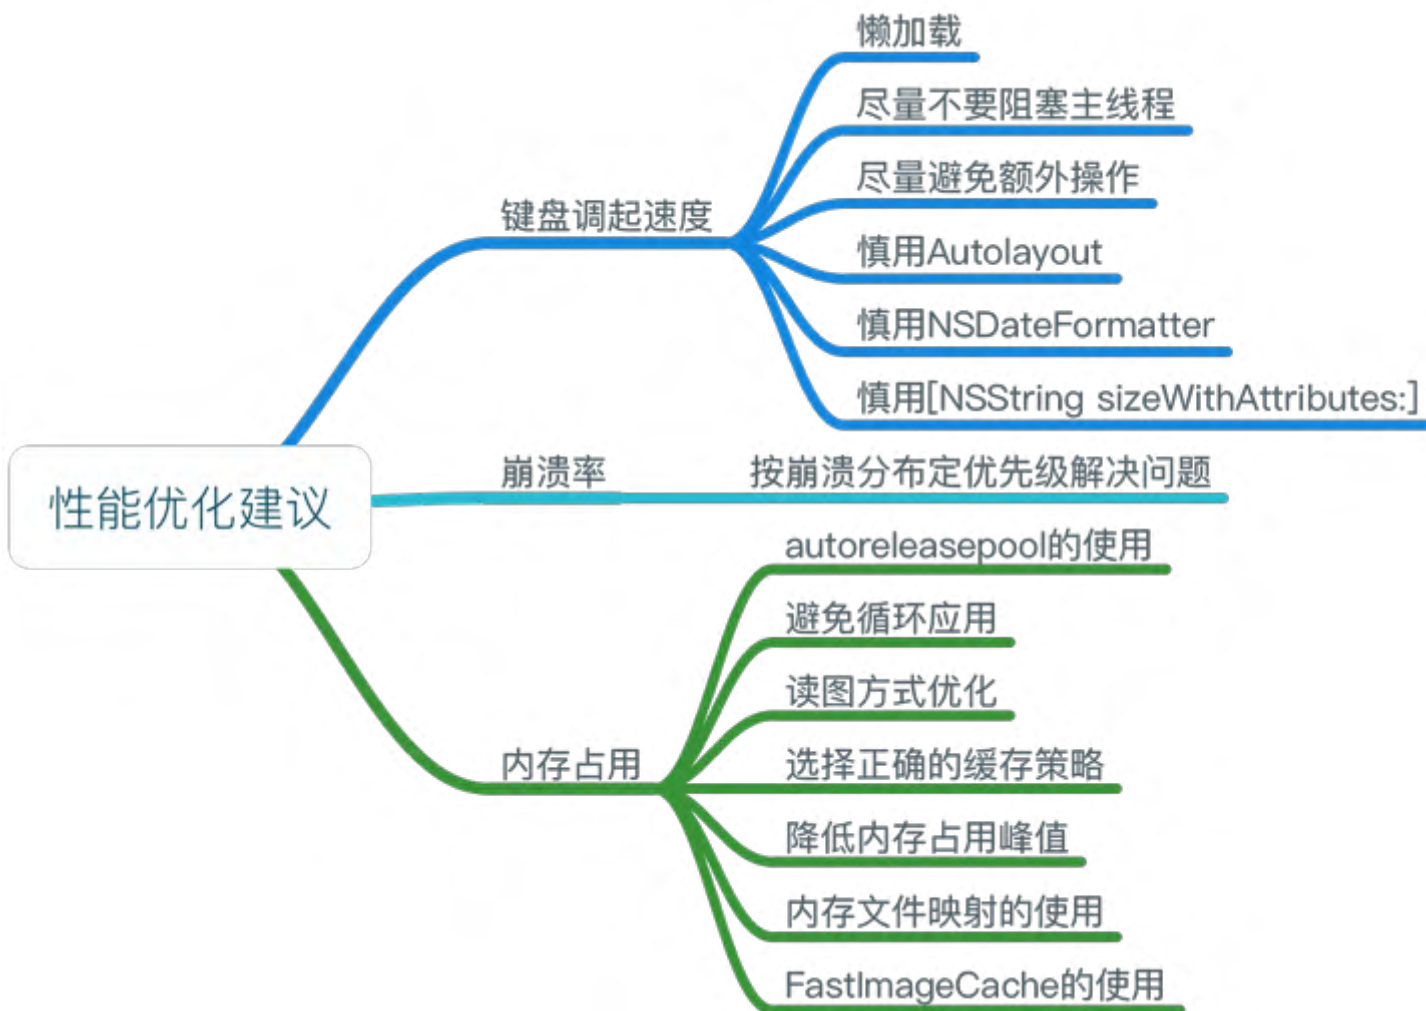 懒加载
尽量不要阻塞主线程
尽量避免额外操作
键盘调起速度
慎用Autolayout
慎用NSDateFormatter
慎用[NSString sizeWithAttributes:]
崩溃率
按崩溃分布定优先级解决问题
性能优化建议
autoreleasepool的使用
避免循环应用
读图方式优化
内存占用
选择正确的缓存策略
降低内存占用峰值
内存文件映射的使用
FastImageCache的使用